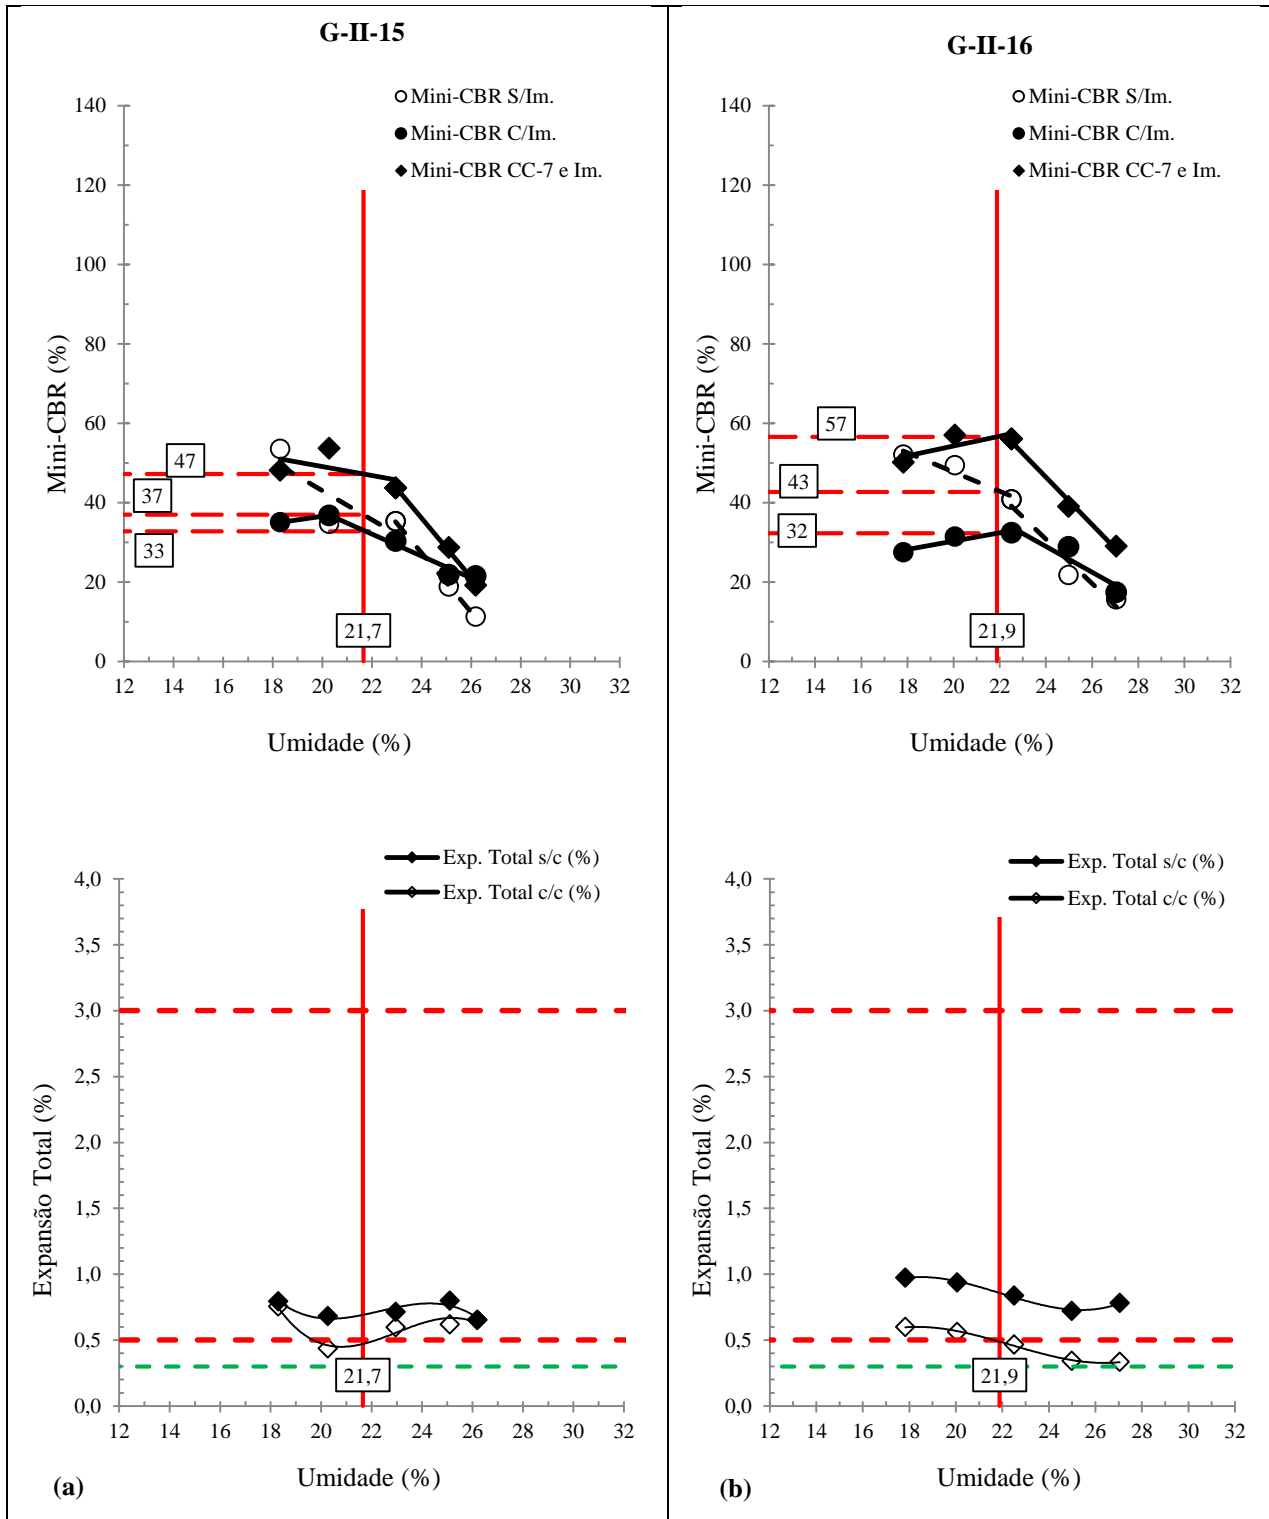 G-II-15
Mini-CBR S/Im.
Mini-CBR C/Im.
Mini-CBR CC-7 e Im.
140
120
100
80
60
40
20
0
Mini-CBR (%)
47
37
33
21,7
12 14 16 18 20 22 24 26 28 30 32
Umidade (%)
G-II-16
Mini-CBR S/Im.
Mini-CBR C/Im.
Mini-CBR CC-7 e Im.
140
120
100
80
60
40
20
0
Mini-CBR (%)
57
43
32
21,9
12 14 16 18 20 22 24 26 28 30 32
Umidade (%)
Exp. Total s/c (%)
Exp. Total c/c (%)
4,0
3,5
3,0
2,5
2,0
1,5
1,0
0,5
0,0
Expansão Total (%)
21,7
12 14 16 18 20 22 24 26 28 30 32
Umidade (%)
(a)
Exp. Total s/c (%)
Exp. Total c/c (%)
4,0
3,5
3,0
2,5
2,0
1,5
1,0
0,5
0,0
Expansão Total (%)
21,9
12 14 16 18 20 22 24 26 28 30 32
Umidade (%)
(b)